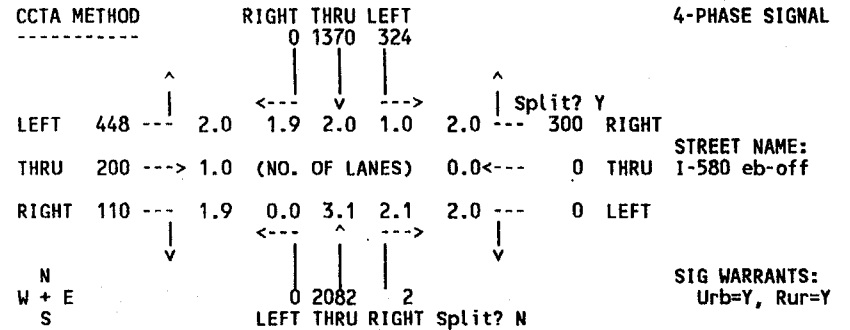 CCTA METHOD RIGHT THRU LEFT 4-PHASE SIGNAL
----------- 0 1370 324
^ ^
<--- v ---> Split? Y
LEFT 448 --- 2.0 1.9 2.0 1.0 2.0 --- 300 RIGHT
STREET NAME:
THRU 200 ---> 1.0 (NO. OF LANES) 0.0<--- 0 THRU I-580 eb-off
RIGHT 110 --- 1.9 0.0 3.1 2.1 2.0 --- 0 LEFT
<--- ^ --->
v v
N SIG WARRANTS:
W + E 0 2082 2 Urb=Y, Rur=Y
S LEFT THRU RIGHT Split? N